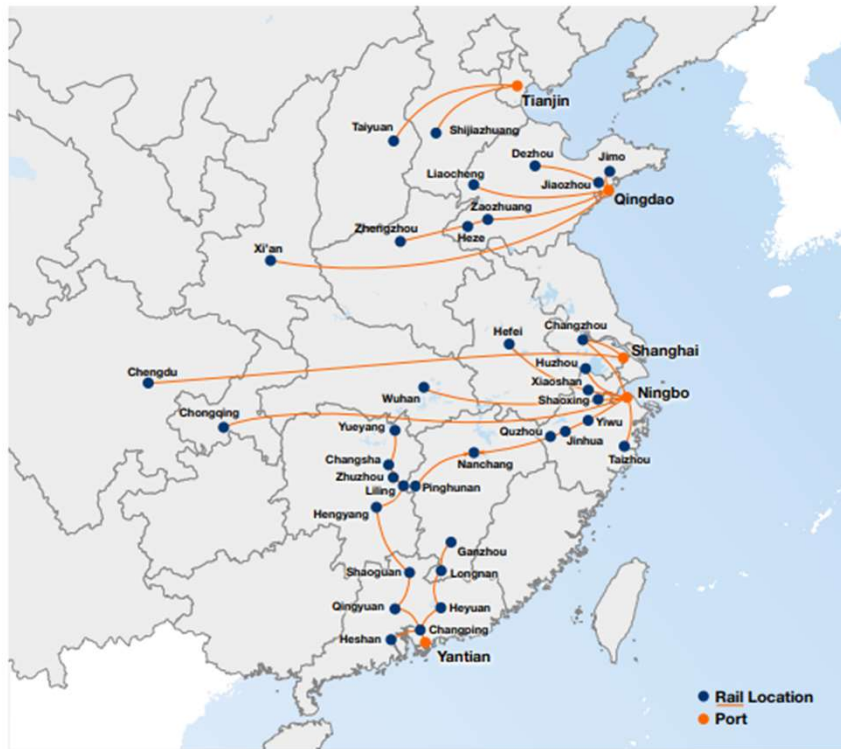 Tianjin
Taiyuan
Shijiazhuang
Dezhou
Jimo
Liaocheng
Jiaozhou
Qingdao
Zaozhuang
Zhengzhou
Heze
Xi'an
Changzhou
Hefei
Shanghai
Huzhou
Chengdu
Xiaoshan
Wuhan
Shaoxing
Ningbo
Chongqing
Yueyang
Quzhou
Yiwu
Jinhua
Changsha
Nanchang
Taizhou
Zhuzhou
Liling
Pinghunan
Hengyang
Ganzhou
Shaoguan
Longnan
Qingyuan
Heyuan
Changping
Heshan
Yantian
Rail Location
Port